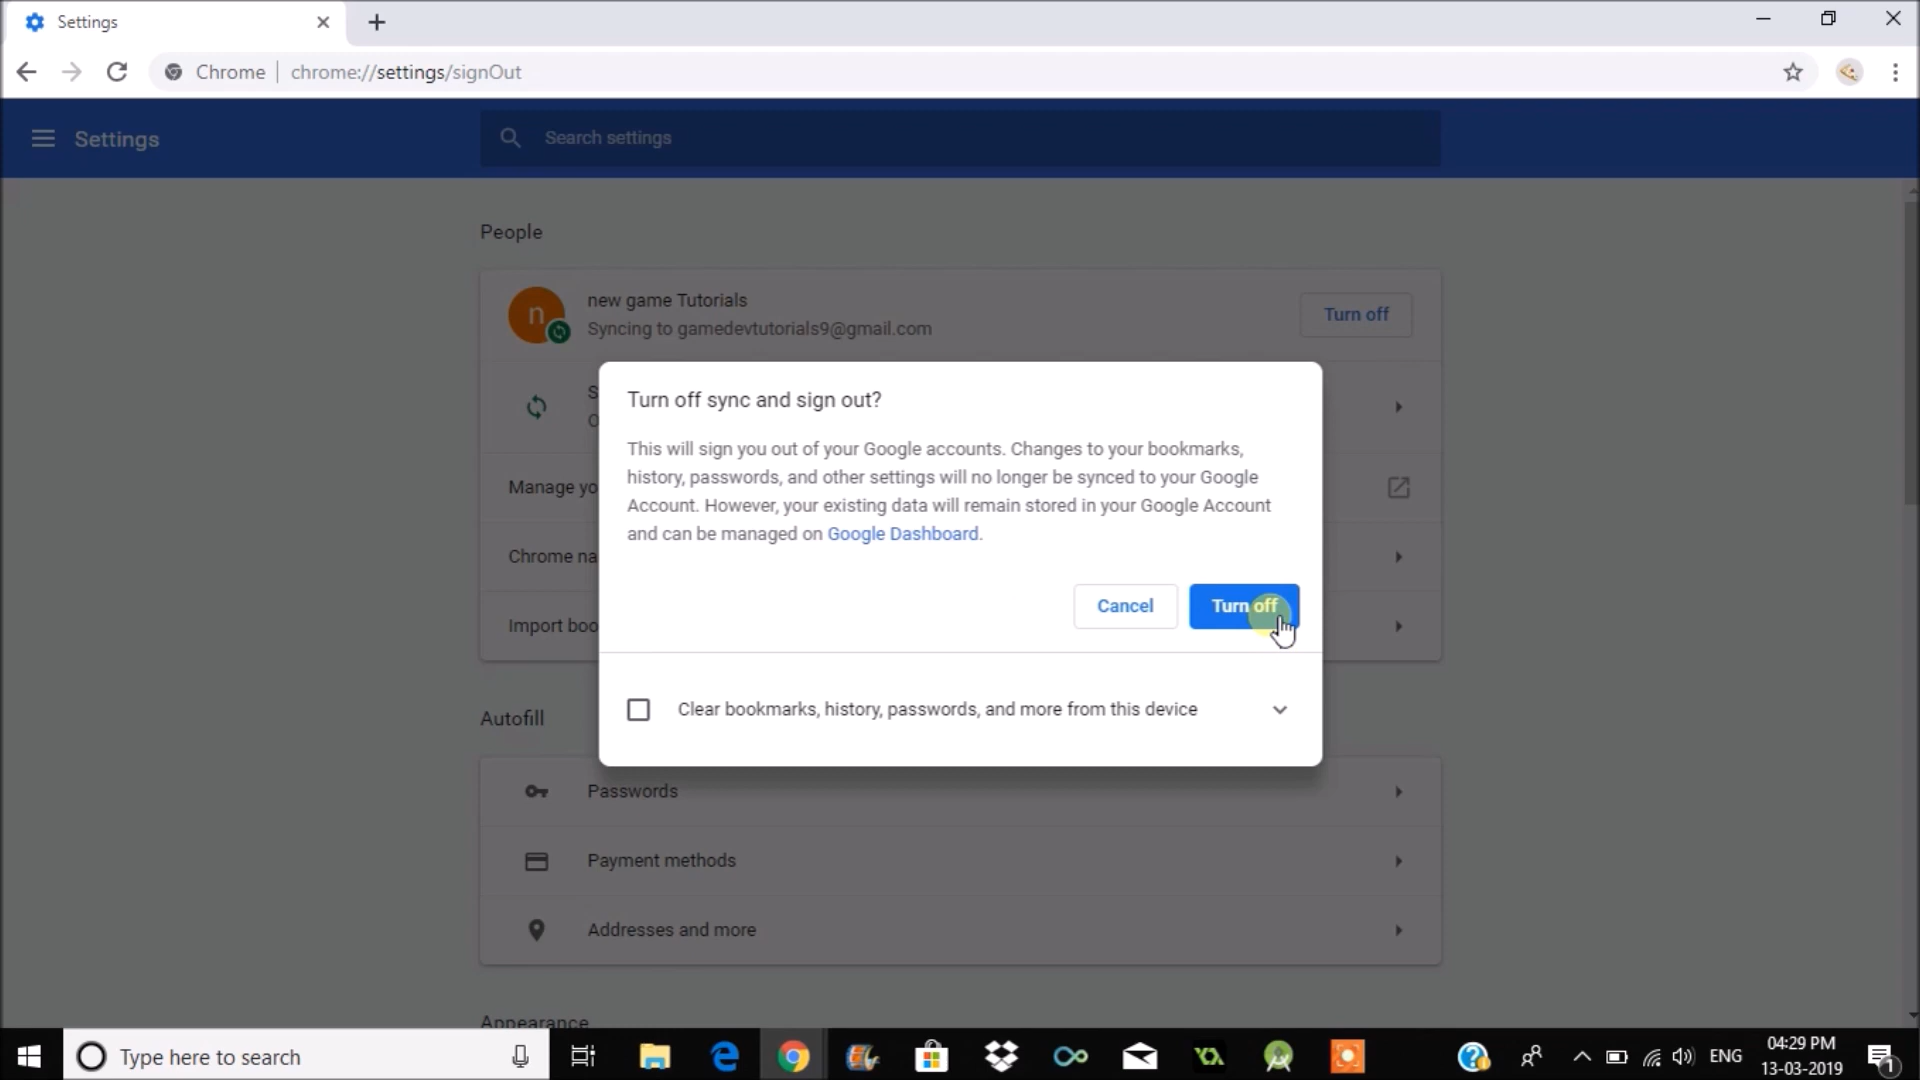 Settings
Chrome chrome://settings/signOut
Settings
Search settings
People
n
new game Tutorials
Syncing to gamedevtutorials9@gmail.com
Turn off
S
O
Manage yo
Chrome na
Import boo
Turn off sync and sign out?
This will sign you out of your Google accounts. Changes to your bookmarks,
history, passwords, and other settings will no longer be synced to your Google
Account. However, your existing data will remain stored in your Google Account
and can be managed on Google Dashboard.
Cancel
Turn off
Clear bookmarks, history, passwords, and more from this device
Autofill
Passwords
Payment methods
Addresses and more
Appearance
Type here to search
ENG
04:29 PM
13-03-2019
1